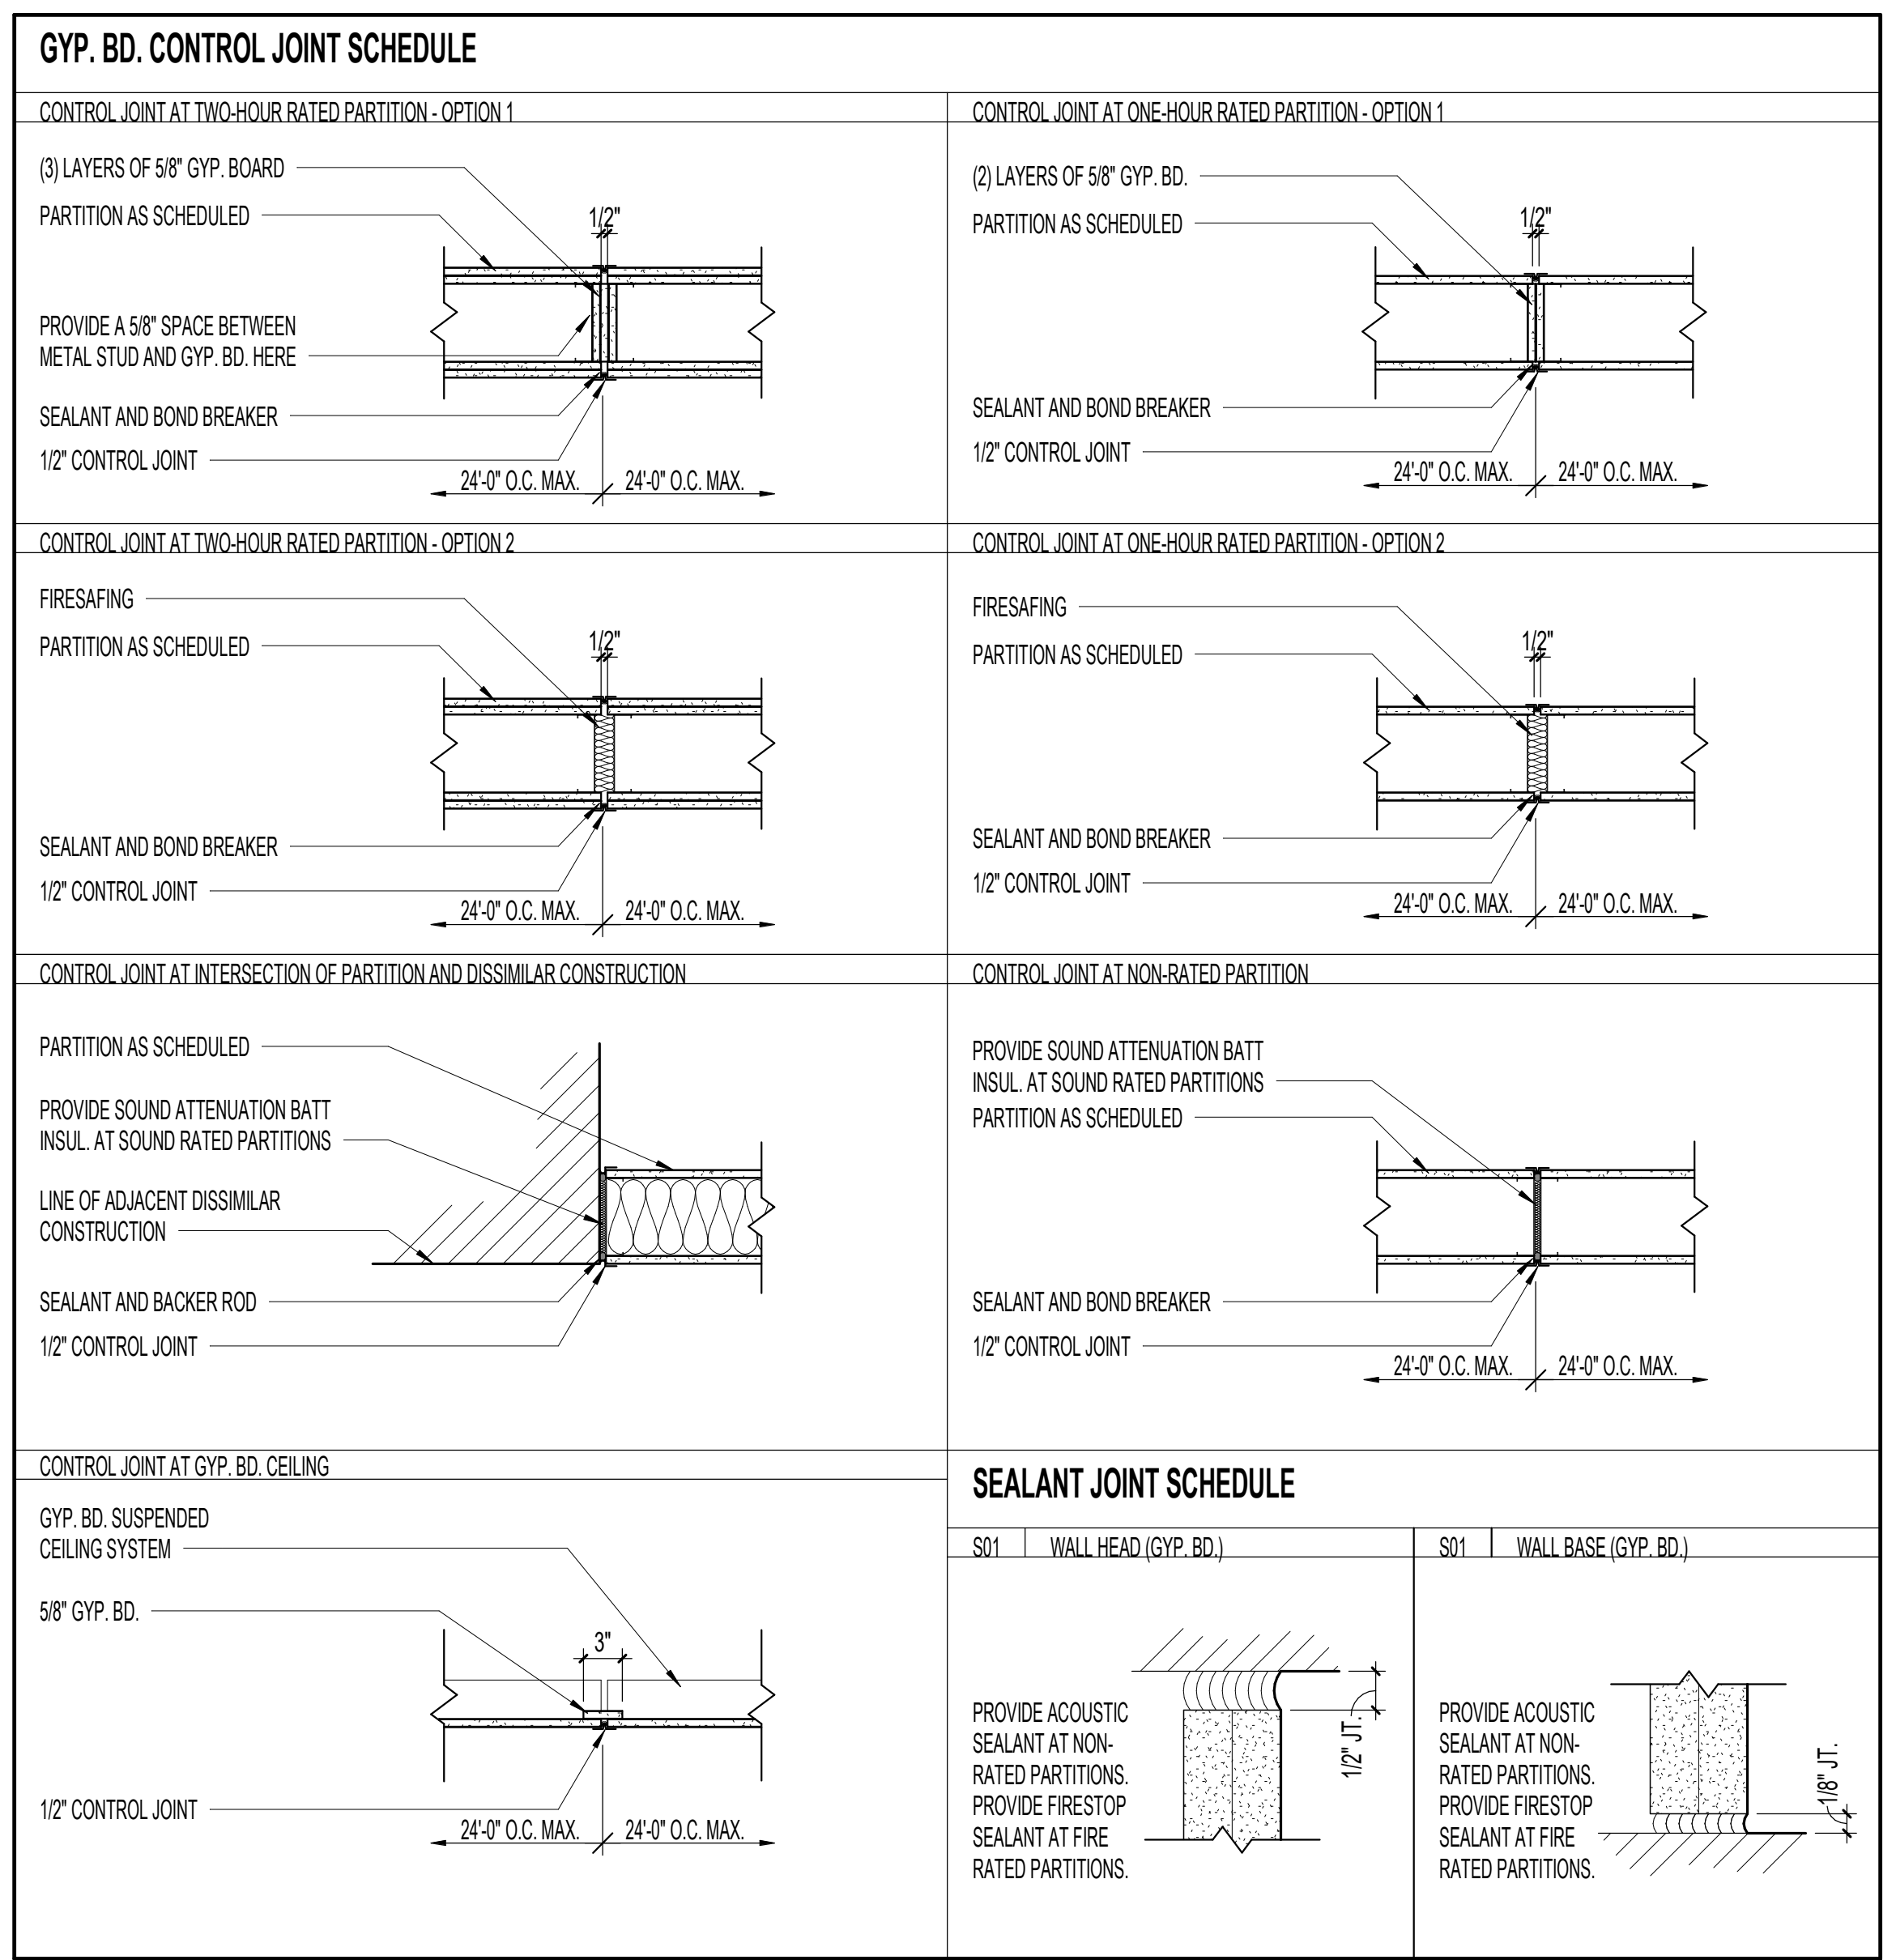 GYP. BD. CONTROL JOINT SCHEDULE
CONTROL JOINT AT TWO-HOUR RATED PARTITION - OPTION 1
(3) LAYERS OF 5/8" GYP. BOARD
PARTITION AS SCHEDULED
1/2"
PROVIDE A 5/8" SPACE BETWEEN
METAL STUD AND GYP. BD. HERE
SEALANT AND BOND BREAKER
1/2" CONTROL JOINT
24'-0" O.C. MAX. 24'-0" O.C. MAX.
CONTROL JOINT AT ONE-HOUR RATED PARTITION - OPTION 1
(2) LAYERS OF 5/8" GYP. BD.
PARTITION AS SCHEDULED
1/2"
SEALANT AND BOND BREAKER
1/2" CONTROL JOINT
24'-0" O.C. MAX. 24'-0" O.C. MAX.
CONTROL JOINT AT TWO-HOUR RATED PARTITION - OPTION 2
FIRESAFING
PARTITION AS SCHEDULED
1/2"
SEALANT AND BOND BREAKER
1/2" CONTROL JOINT
24'-0" O.C. MAX. 24'-0" O.C. MAX.
CONTROL JOINT AT ONE-HOUR RATED PARTITION - OPTION 2
FIRESAFING
PARTITION AS SCHEDULED
1/2"
SEALANT AND BOND BREAKER
1/2" CONTROL JOINT
24'-0" O.C. MAX. 24'-0" O.C. MAX.
CONTROL JOINT AT INTERSECTION OF PARTITION AND DISSIMILAR CONSTRUCTION
PARTITION AS SCHEDULED
PROVIDE SOUND ATTENUATION BATT
INSUL. AT SOUND RATED PARTITIONS
LINE OF ADJACENT DISSIMILAR
CONSTRUCTION
SEALANT AND BACKER ROD
1/2" CONTROL JOINT
CONTROL JOINT AT NON-RATED PARTITION
PROVIDE SOUND ATTENUATION BATT
INSUL. AT SOUND RATED PARTITIONS
PARTITION AS SCHEDULED
SEALANT AND BOND BREAKER
1/2" CONTROL JOINT
24'-0" O.C. MAX. 24'-0" O.C. MAX.
CONTROL JOINT AT GYP. BD. CEILING
GYP. BD. SUSPENDED
CEILING SYSTEM
5/8" GYP. BD.
3"
1/2" CONTROL JOINT
24'-0" O.C. MAX. 24'-0" O.C. MAX.
SEALANT JOINT SCHEDULE
S01 WALL HEAD (GYP. BD.)
PROVIDE ACOUSTIC
SEALANT AT NON-
RATED PARTITIONS.
PROVIDE FIRESTOP
SEALANT AT FIRE
RATED PARTITIONS.
1/2" JT.
S01 WALL BASE (GYP. BD.)
PROVIDE ACOUSTIC
SEALANT AT NON-
RATED PARTITIONS.
PROVIDE FIRESTOP
SEALANT AT FIRE
RATED PARTITIONS.
1/8" JT.